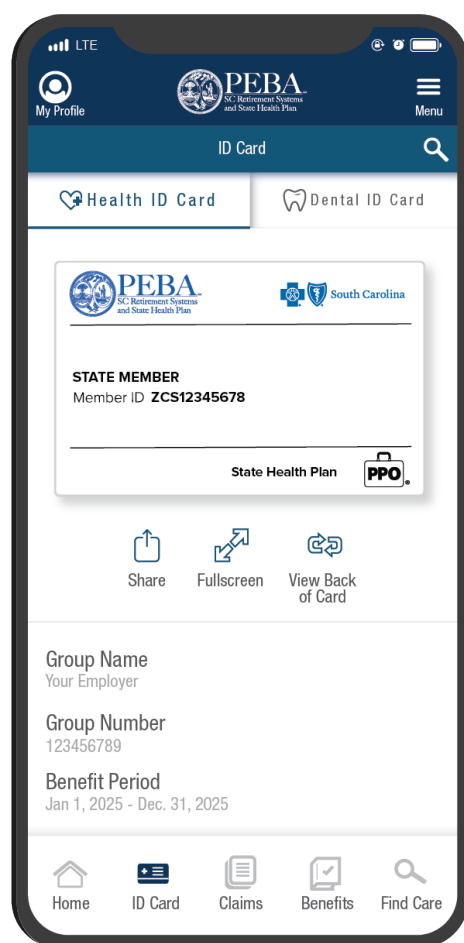 LTE
My Profile
PEBA
SC Retirement Systems
and State Health Plan
Menu
ID Card
Health ID Card
Dental ID Card
PEBA
SC Retirement Systems
and State Health Plan
South Carolina
STATE MEMBER
Member ID ZCS12345678
State Health Plan
PPO®
Share
Fullscreen
View Back
of Card
Group Name
Your Employer
Group Number
123456789
Benefit Period
Jan 1, 2025 - Dec. 31, 2025
Home
ID Card
Claims
Benefits
Find Care